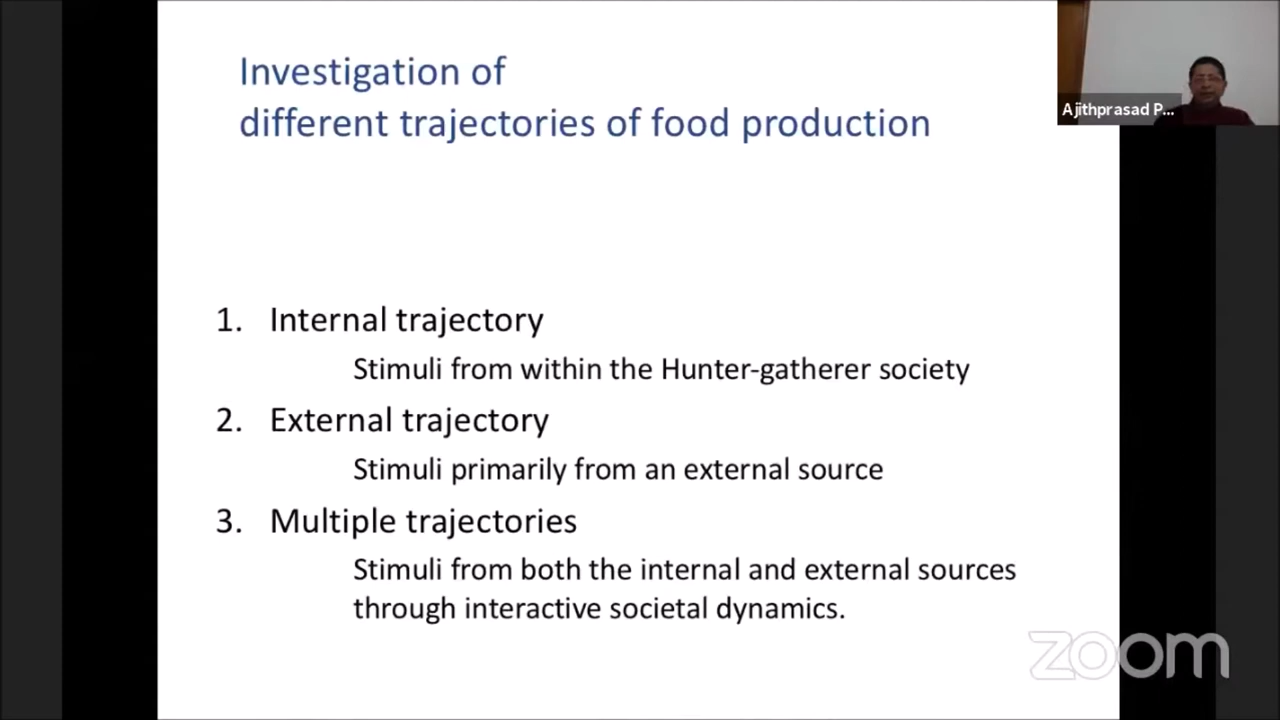 Investigation of
different trajectories of food production
Ajithprasad P...
1. Internal trajectory
Stimuli from within the Hunter-gatherer society
2. External trajectory
Stimuli primarily from an external source
3. Multiple trajectories
Stimuli from both the internal and external sources
through interactive societal dynamics.
zoom